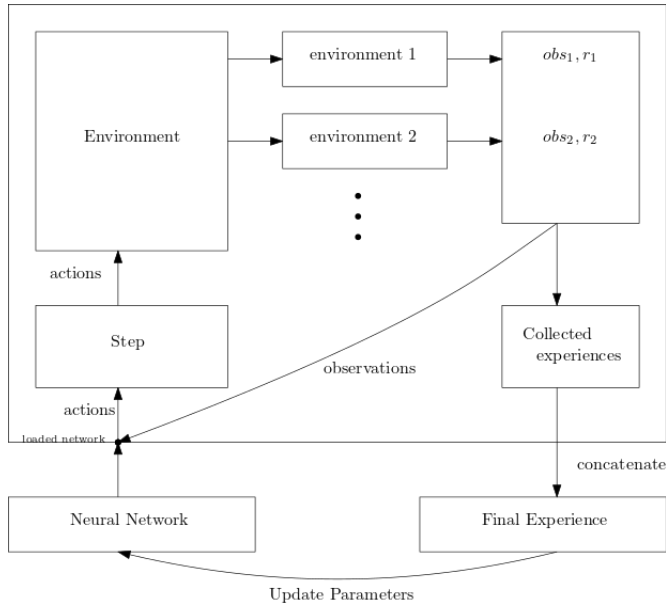 environment 1
obs₁, r₁
Environment
environment 2
obs₂, r₂
actions
Step
Collected
experiences
observations
actions
loaded network
concatenate
Neural Network
Final Experience
Update Parameters